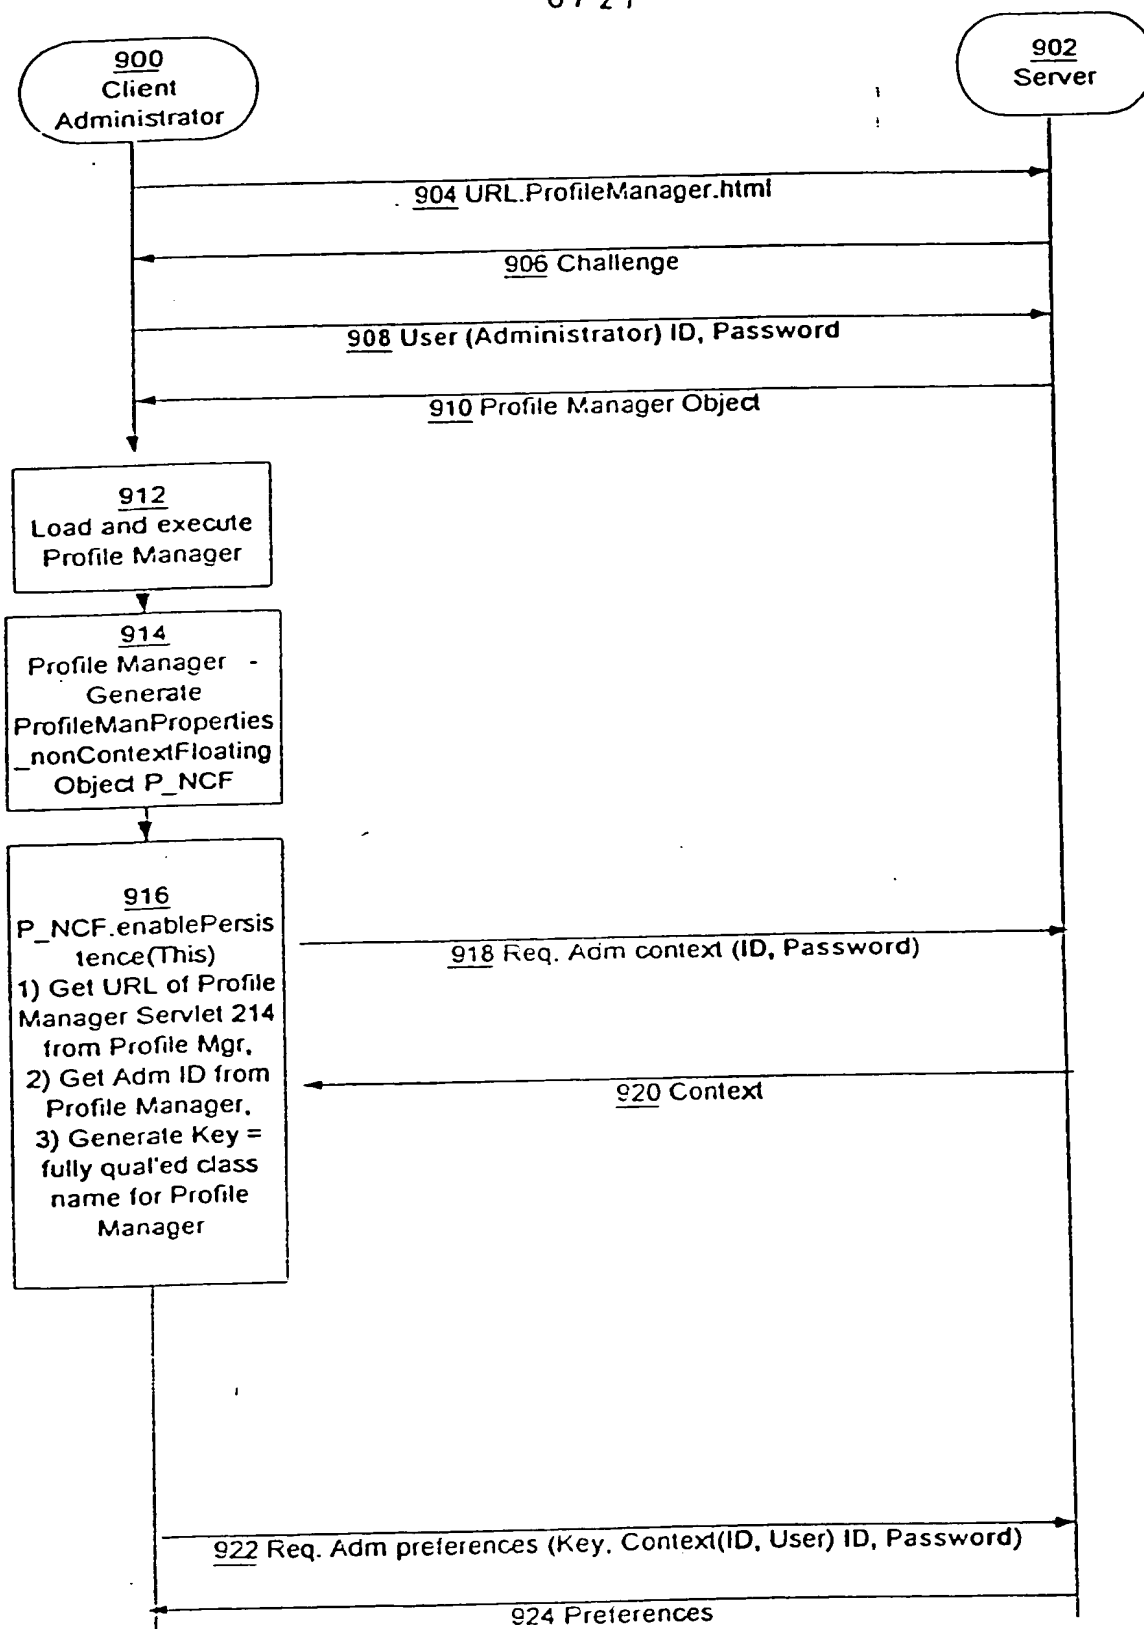 900
Client
Administrator
902
Server
904 URL.ProfileManager.html
906 Challenge
908 User (Administrator) ID, Password
910 Profile Manager Object
912
Load and execute
Profile Manager
914
Profile Manager -
Generate
ProfileManProperties
_nonContextFloating
Object P_NCF
916
P_NCF.enablePersis
tence(This)
1) Get URL of Profile
Manager Servlet 214
from Profile Mgr,
2) Get Adm ID from
Profile Manager,
3) Generate Key =
fully qual'ed class
name for Profile
Manager
918 Req. Adm context (ID, Password)
920 Context
922 Req. Adm preferences (Key, Context(ID, User) ID, Password)
924 Preferences